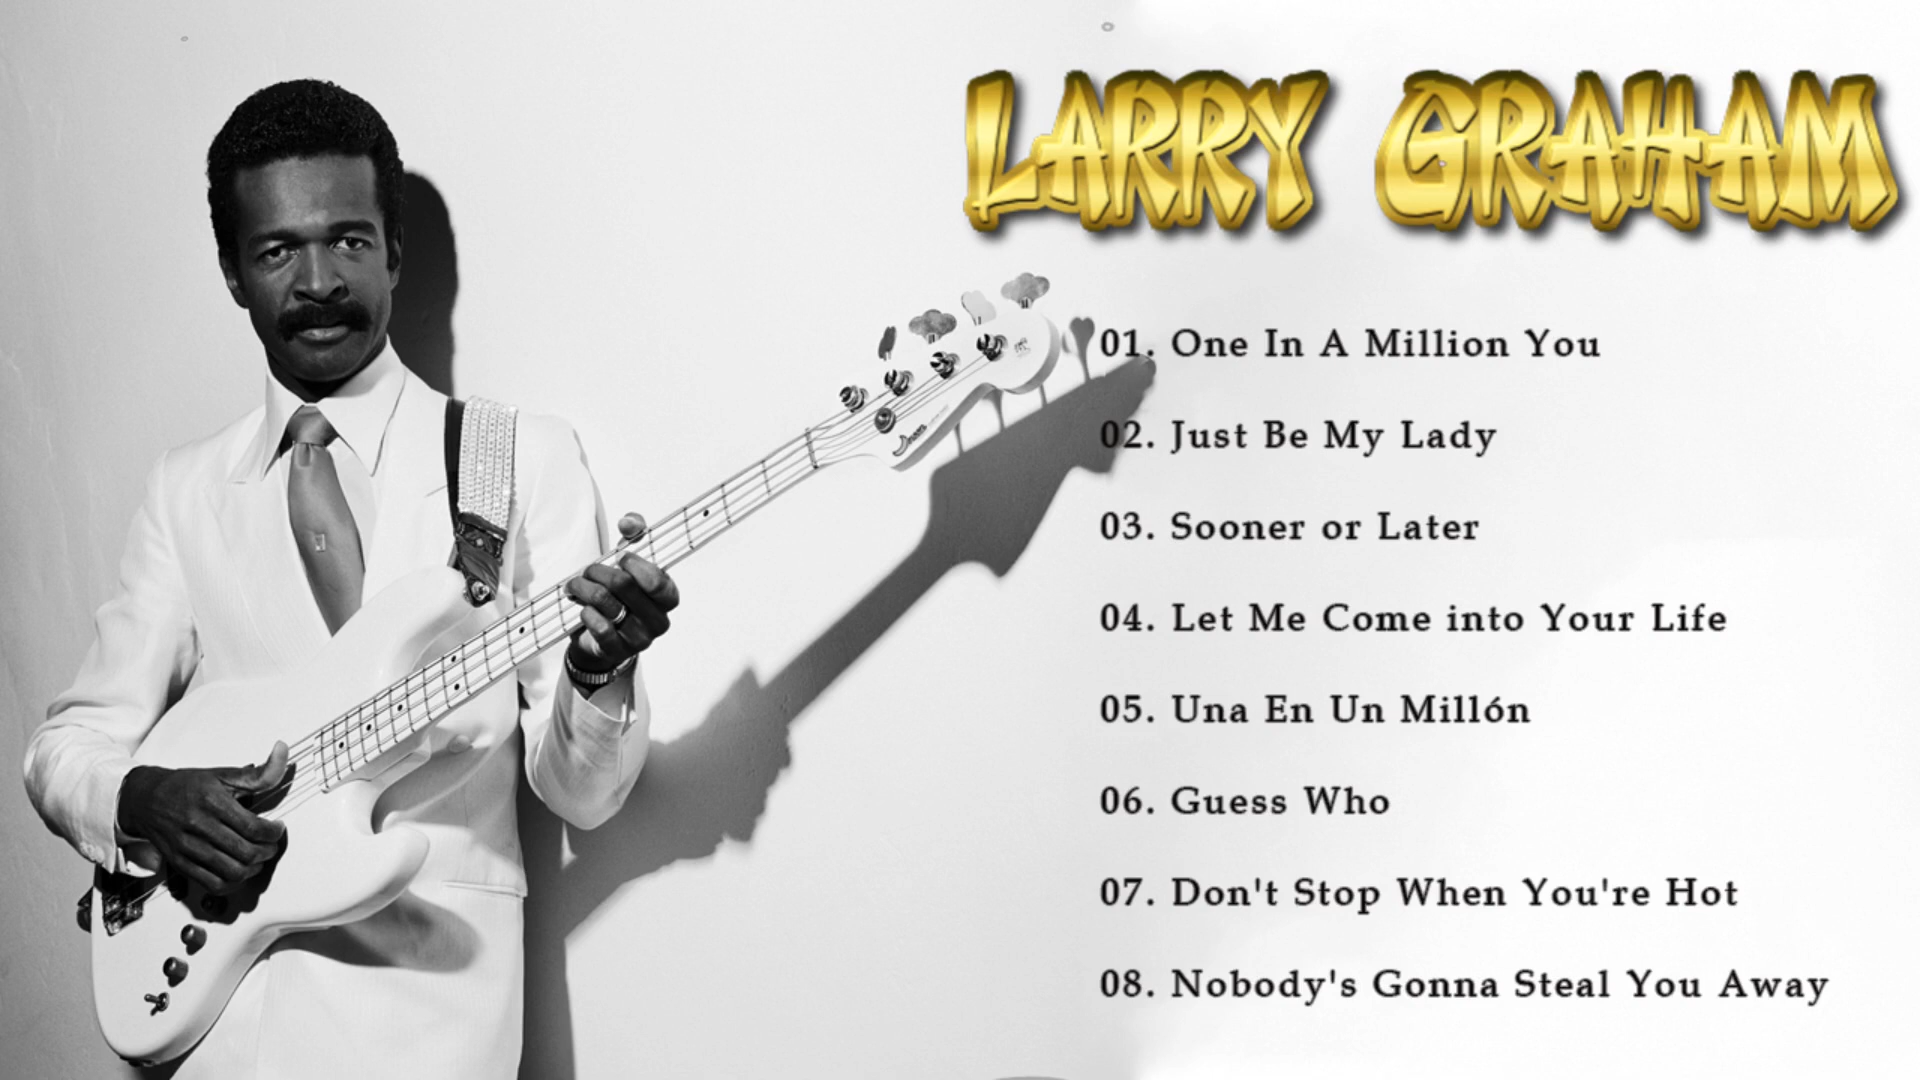 LARRY GRAHAM
01. One In A Million You
02. Just Be My Lady
03. Sooner or Later
04. Let Me Come into Your Life
05. Una En Un Millón
06. Guess Who
07. Don't Stop When You're Hot
08. Nobody's Gonna Steal You Away